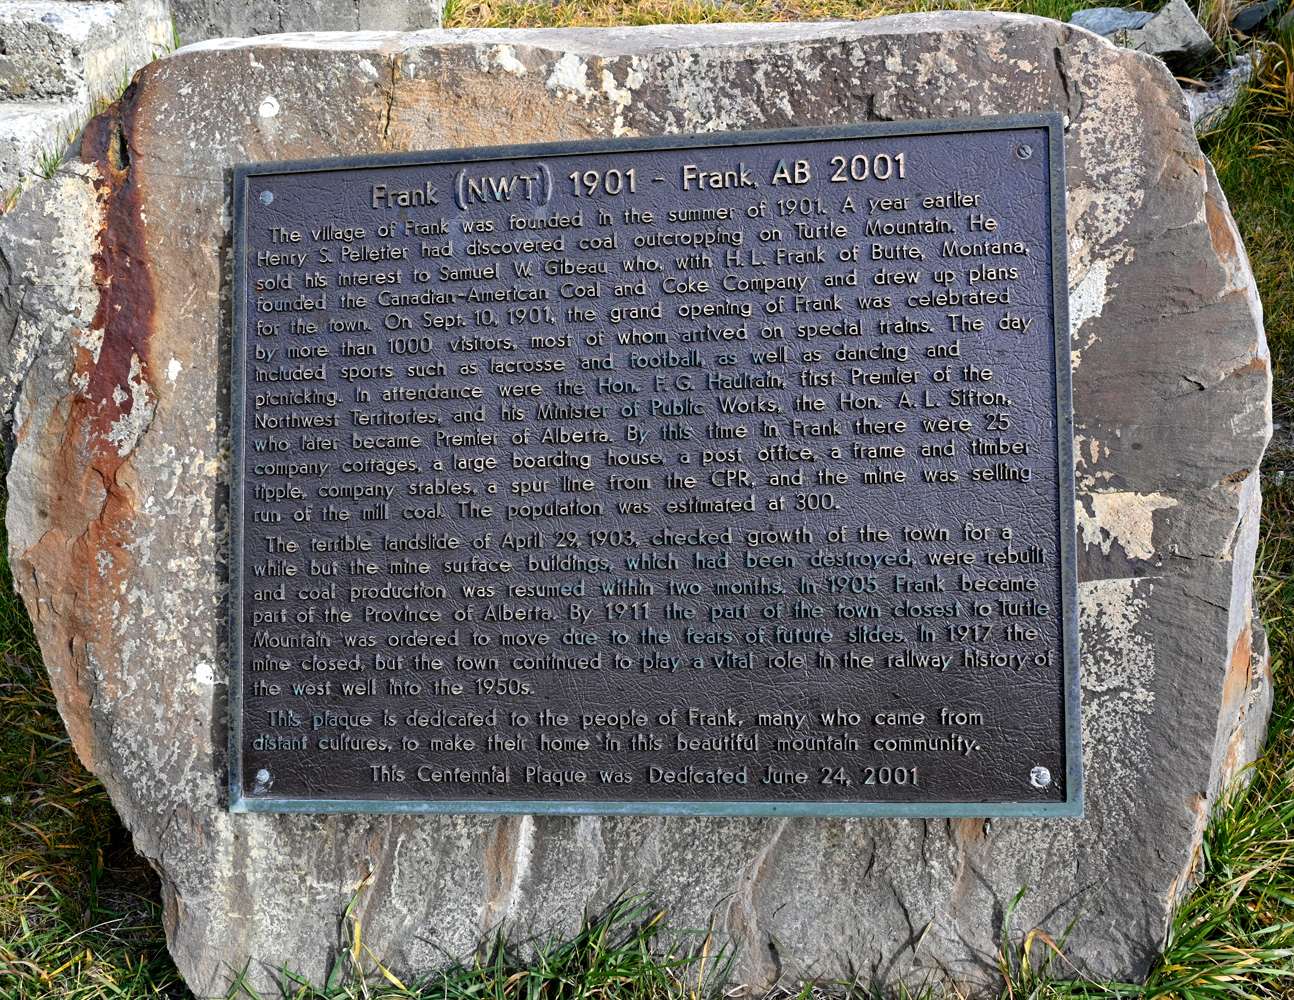 Frank (NWT) 1901 - Frank, AB 2001
The village of Frank was founded in the summer of 1901. A year earlier
Henry S. Pelletier had discovered coal outcropping on Turtle Mountain. He
sold his interest to Samuel W. Gibeau who, with H. L. Frank of Butte, Montana,
founded the Canadian-American Coal and Coke Company and drew up plans
for the town. On Sept. 10, 1901, the grand opening of Frank was celebrated
by more than 1000 visitors, most of whom arrived on special trains. The day
included sports such as lacrosse and football, as well as dancing and
picnicking. In attendance were the Hon. F. G. Haultain, first Premier of the
Northwest Territories, and his Minister of Public Works, the Hon. A. L. Sifton,
who later became Premier of Alberta. By this time in Frank there were 25
company cottages, a large boarding house, a post office, a frame and timber
tipple, company stables, a spur line from the CPR, and the mine was selling
run of the mill coal. The population was estimated at 300.
The terrible landslide of April 29, 1903, checked growth of the town for a
while but the mine surface buildings, which had been destroyed, were rebuilt
and coal production was resumed within two months. In 1905 Frank became
part of the Province of Alberta. By 1911 the part of the town closest to Turtle
Mountain was ordered to move due to the fears of future slides. In 1917 the
mine closed, but the town continued to play a vital role in the railway history of
the west well into the 1950s.
This plaque is dedicated to the people of Frank, many who came from
distant cultures, to make their home in this beautiful mountain community.
This Centennial Plaque was Dedicated June 24, 2001